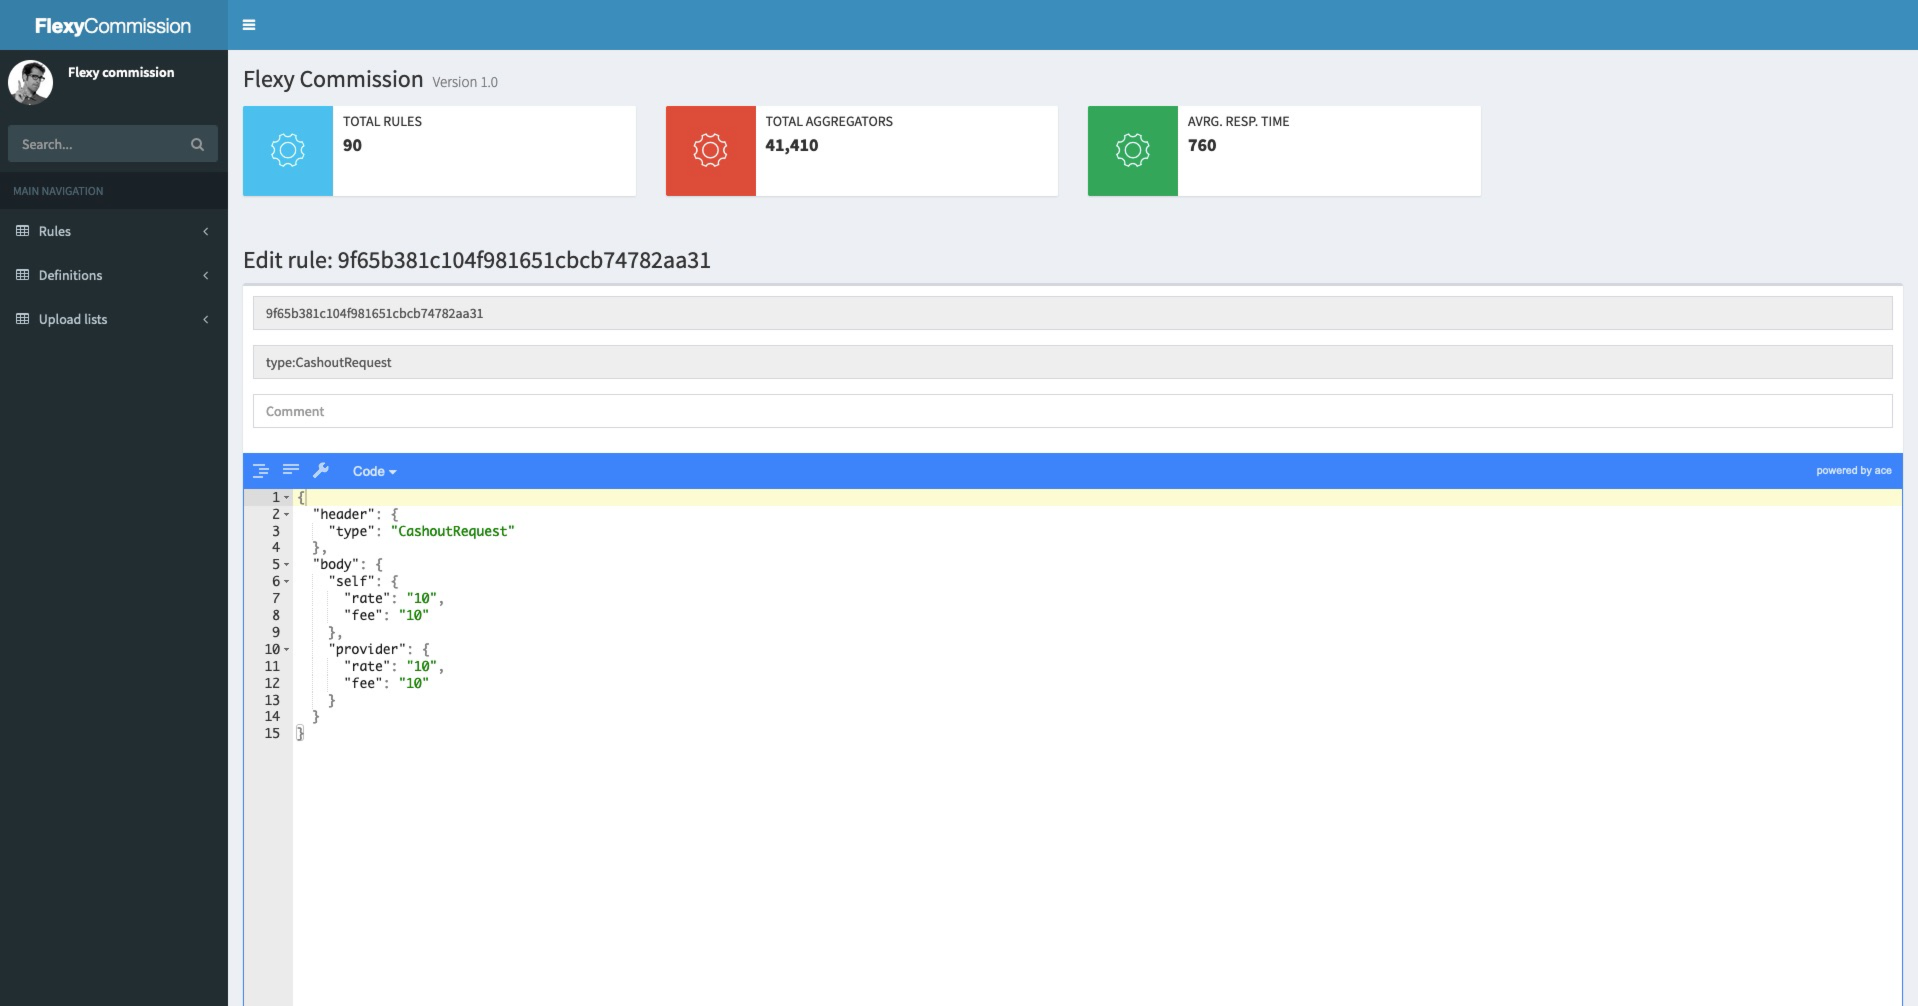 FlexyCommission
Flexy commission
Search...
MAIN NAVIGATION
Rules
Definitions
Upload lists
Flexy Commission Version 1.0
TOTAL RULES
90
TOTAL AGGREGATORS
41,410
AVRG. RESP. TIME
760
Edit rule: 9f65b381c104f981651cbcb74782aa31
9f65b381c104f981651cbcb74782aa31
type:CashoutRequest
Comment
Code powered by ace
1 {
2 "header": {
3 "type": "CashoutRequest"
4 },
5 "body": {
6 "self": {
7 "rate": "10",
8 "fee": "10"
9 },
10 "provider": {
11 "rate": "10",
12 "fee": "10"
13 }
14 }
15 }